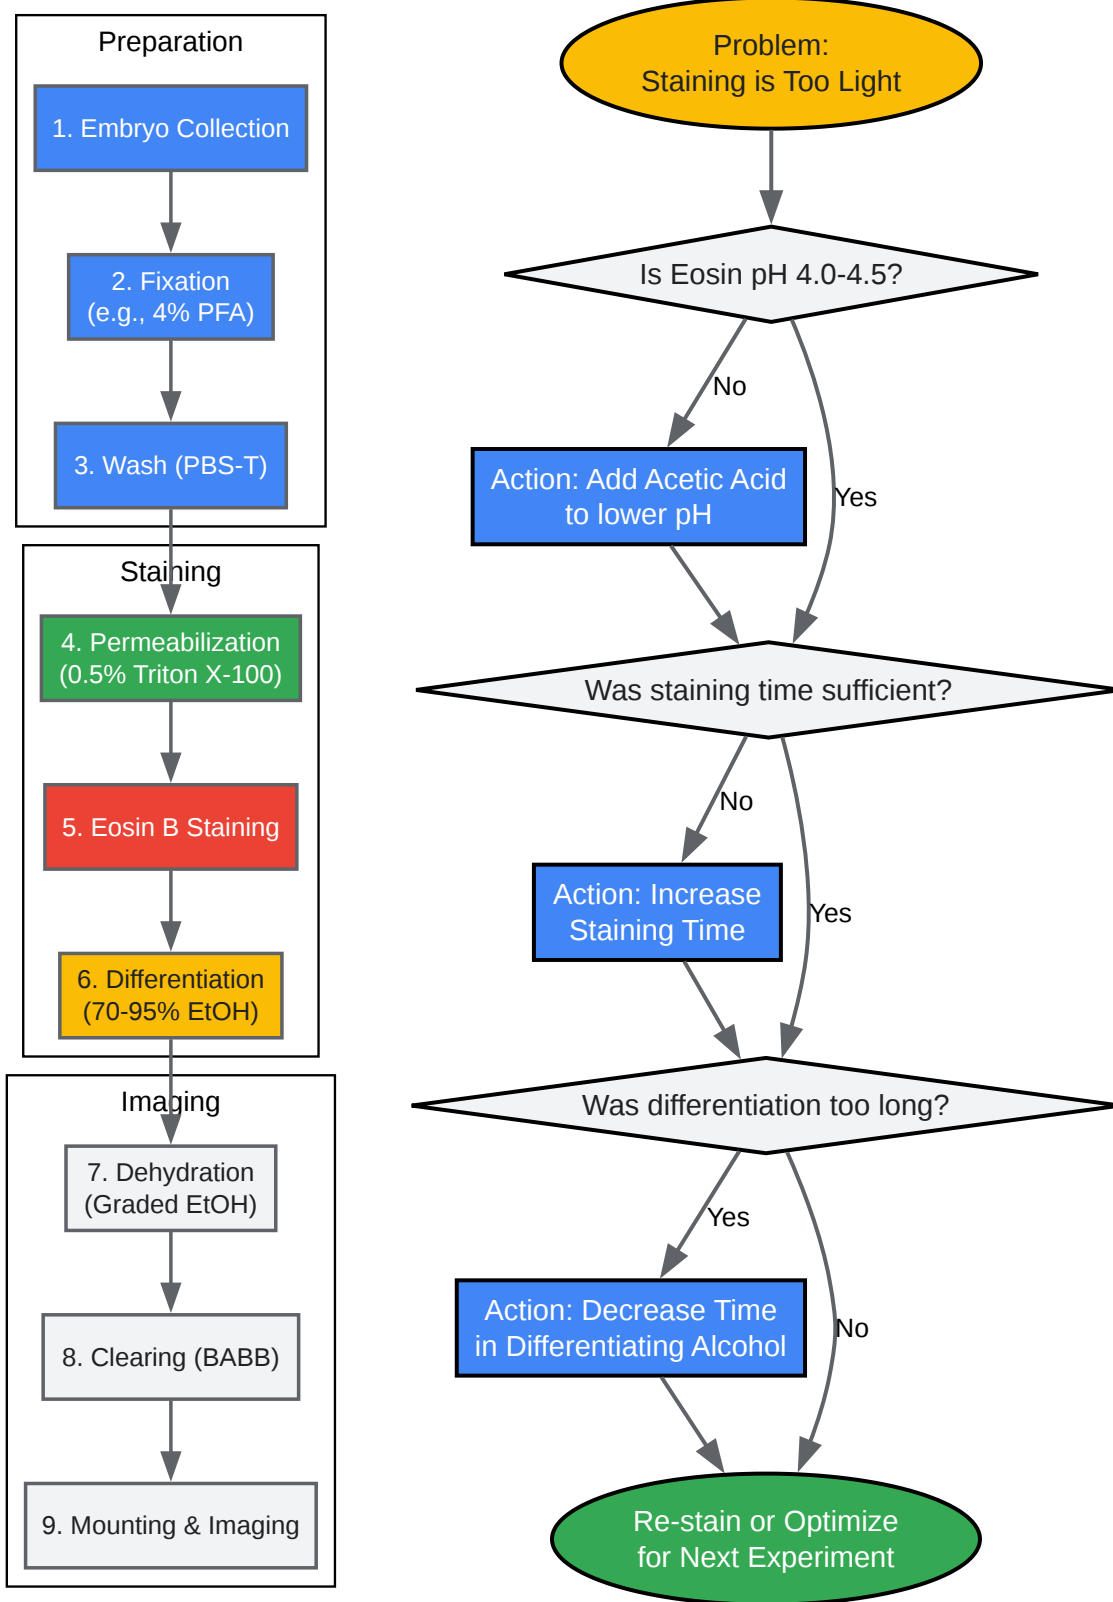 Preparation
1. Embryo Collection
2. Fixation
(e.g., 4% PFA)
3. Wash (PBS-T)
Staining
4. Permeabilization
(0.5% Triton X-100)
5. Eosin B Staining
6. Differentiation
(70-95% EtOH)
Imaging
7. Dehydration
(Graded EtOH)
8. Clearing (BABB)
9. Mounting & Imaging
Problem:
Staining is Too Light
Is Eosin pH 4.0-4.5?
No
Yes
Action: Add Acetic Acid
to lower pH
Was staining time sufficient?
No
Yes
Action: Increase
Staining Time
Was differentiation too long?
Yes
No
Action: Decrease Time
in Differentiating Alcohol
Re-stain or Optimize
for Next Experiment